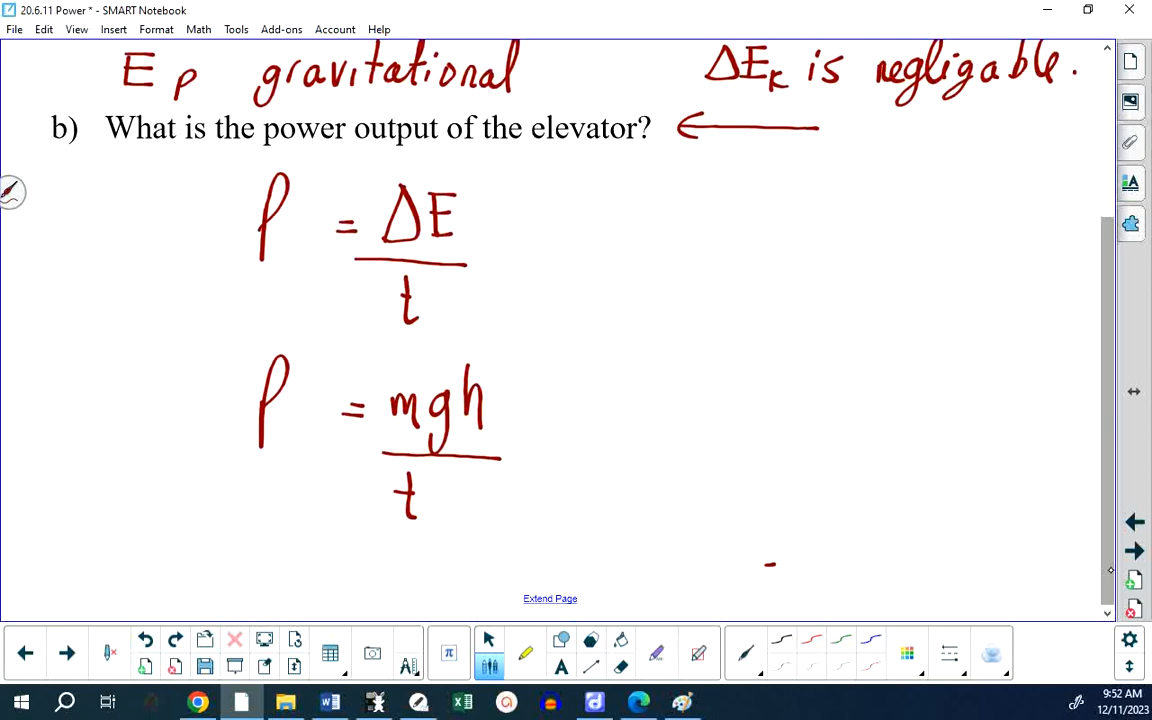 20.6.11 Power * - SMART Notebook
File Edit View Insert Format Math Tools Add-ons Account Help
Ep gravitational ΔEk is negligable.
b) What is the power output of the elevator?
P = ΔE
t
P = mgh
t
-
Extend Page
9:52 AM
12/11/2023